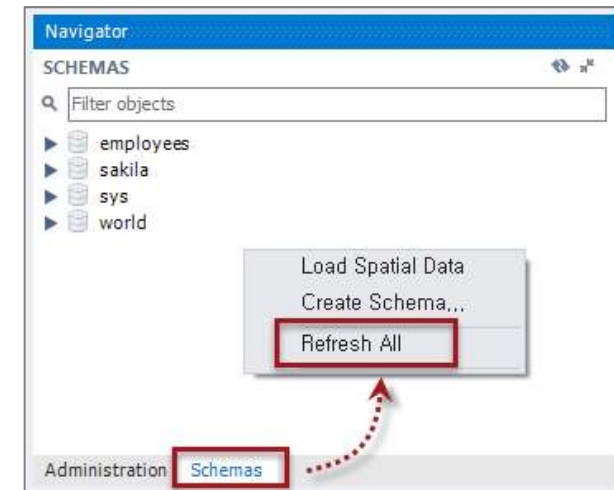 Navigator
SCHEMAS
Filter objects
employees
sakila
sys
world
Load Spatial Data
Create Schema...
Refresh All
Administration Schemas